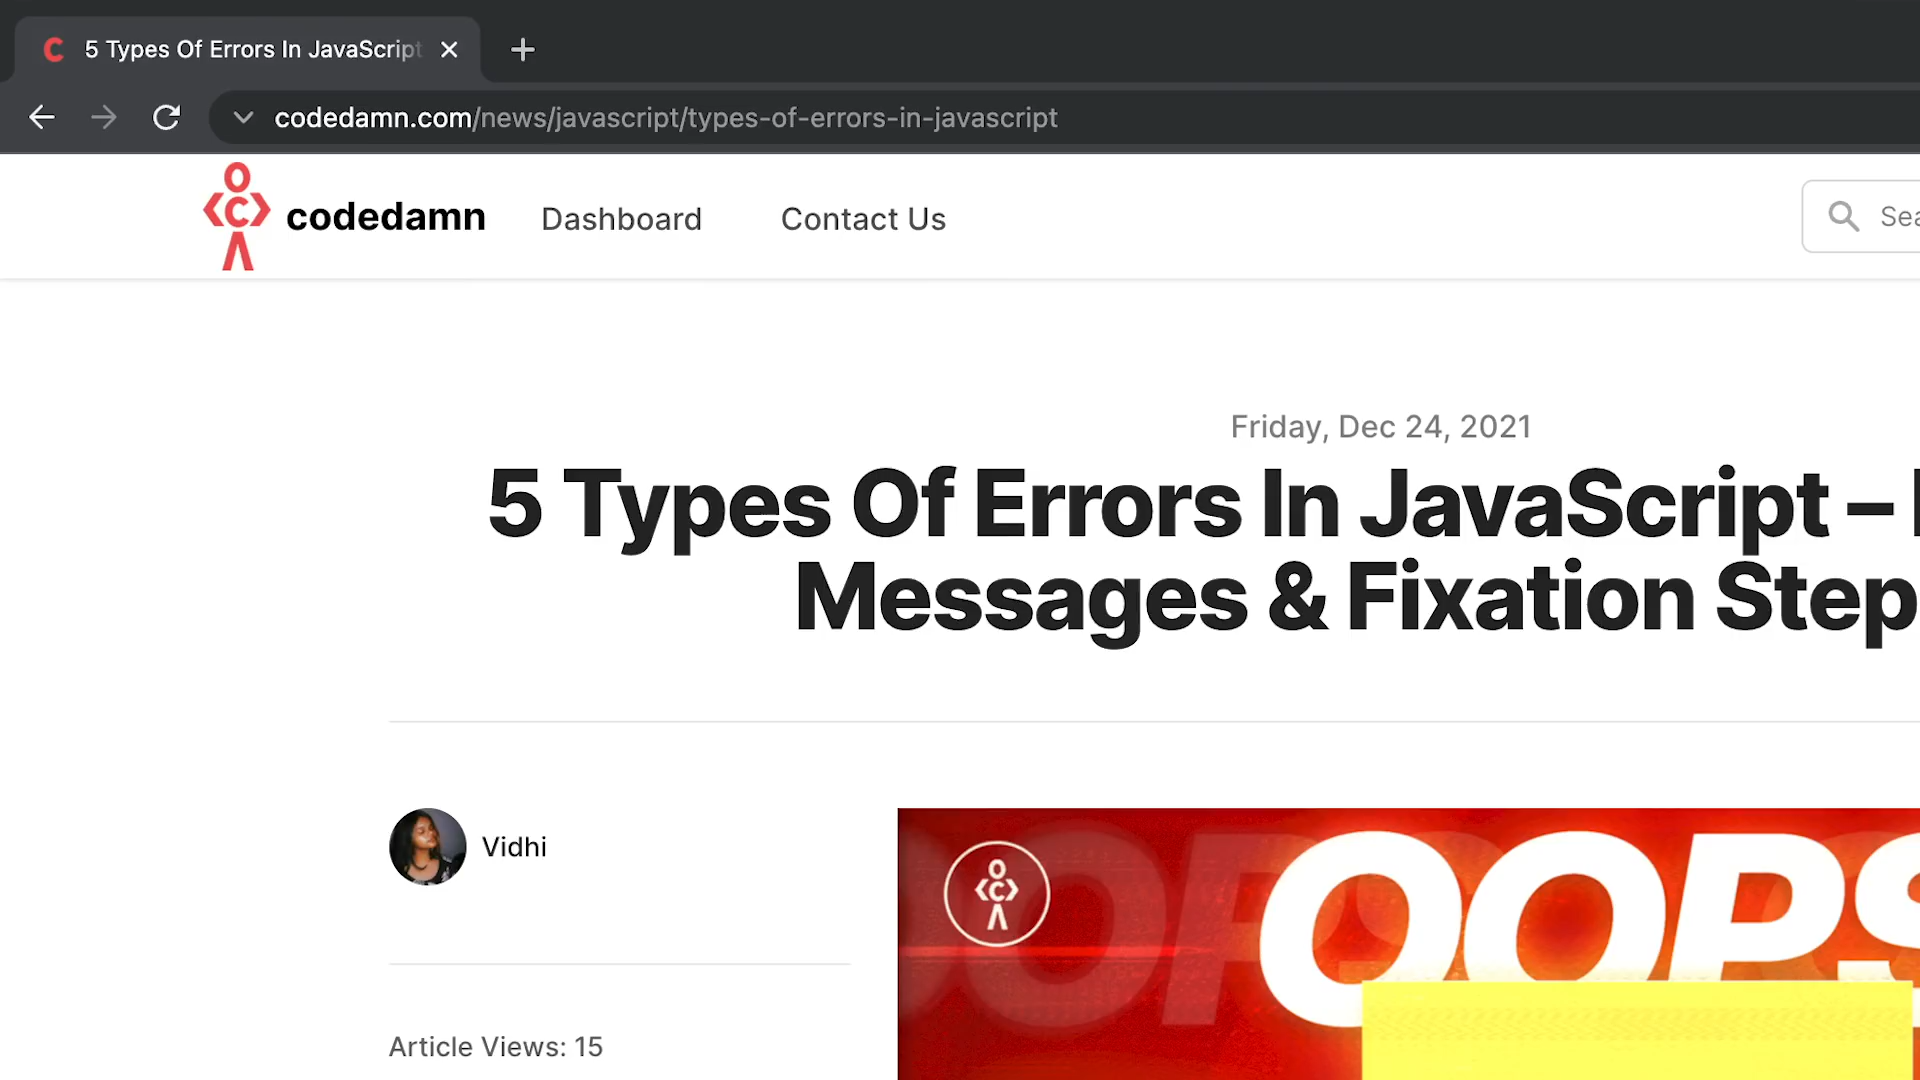 5 Types Of Errors In JavaScript
codedamn.com/news/javascript/types-of-errors-in-javascript
codedamn
Dashboard
Contact Us
Friday, Dec 24, 2021
5 Types Of Errors In JavaScript –
Messages & Fixation Step
Vidhi
OOPS
Article Views: 15